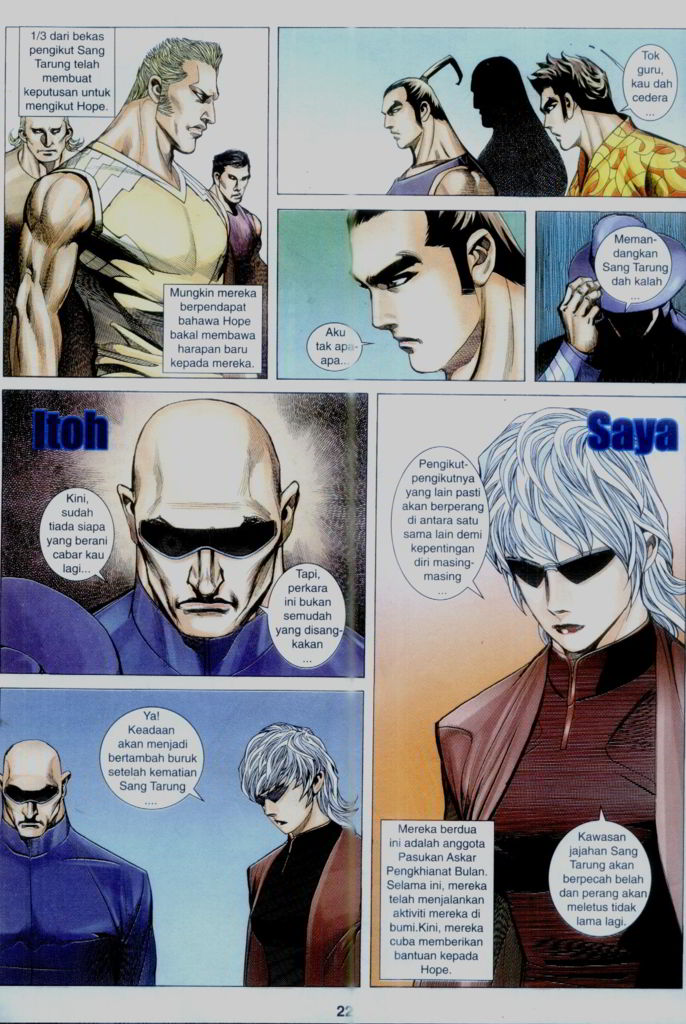 1/3 dari bekas
pengikut Sang
Tarung telah
membuat
keputusan untuk
mengikut Hope.
Mungkin mereka
berpendapat
bahawa Hope
bakal membawa
harapan baru
kepada mereka.
Tok
guru,
kau dah
cedera
...
Aku
tak apa-
apa...
Meman-
dangkan
Sang Tarung
dah kalah
...
Itoh
Kini,
sudah
tiada siapa
yang berani
cabar kau
lagi...
Tapi,
perkara
ini bukan
semudah
yang disang-
kakan
...
Saya
Pengikut-
pengikutnya
yang lain pasti
akan berperang
di antara satu
sama lain demi
kepentingan
diri masing-
masing
...
Ya!
Keadaan
akan menjadi
bertambah buruk
setelah kematian
Sang Tarung
....
Mereka berdua
ini adalah anggota
Pasukan Askar
Pengkhianat Bulan.
Selama ini, mereka
telah menjalankan
aktiviti mereka di
bumi.Kini, mereka
cuba memberikan
bantuan kepada
Hope.
Kawasan
jajahan Sang
Tarung akan
berpecah belah
dan perang akan
meletus tidak
lama lagi.
22